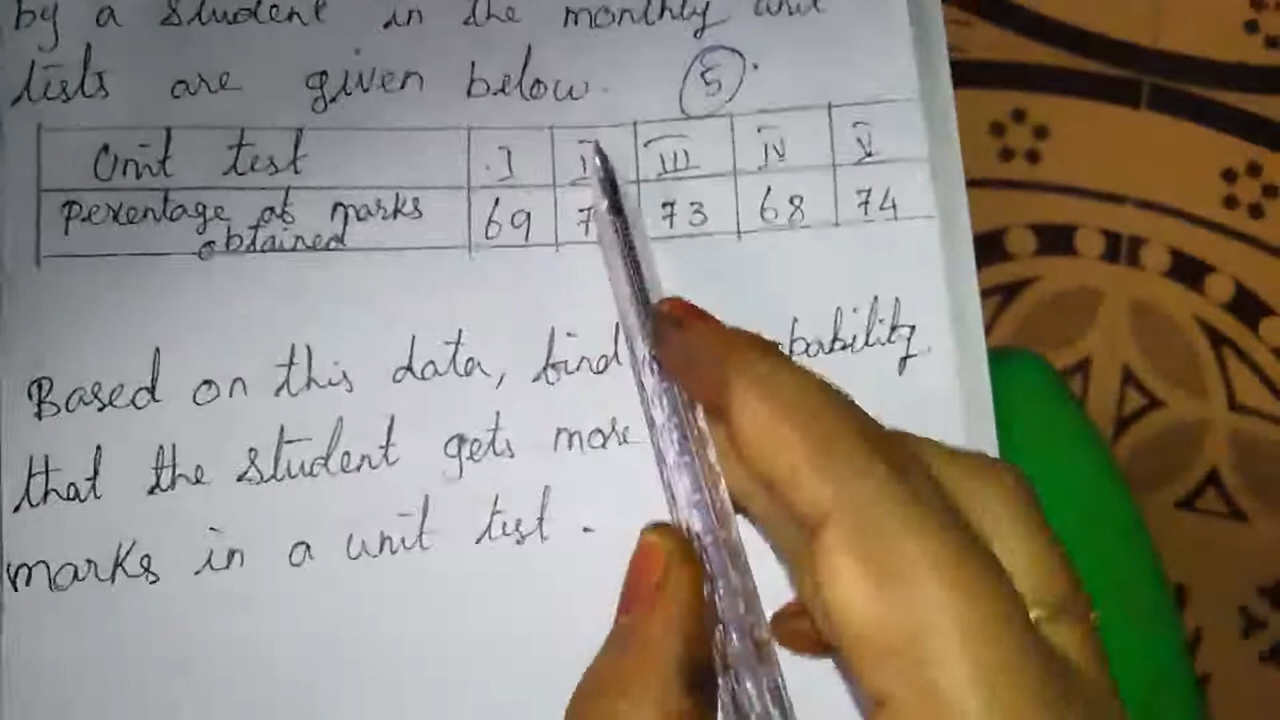 by a student in the monthly unit
tests are given below. 5
Unit test I II III IV V
percentage of marks 69 73 68 74
obtained
Based on this data, find
that the student gets more
marks in a unit test.